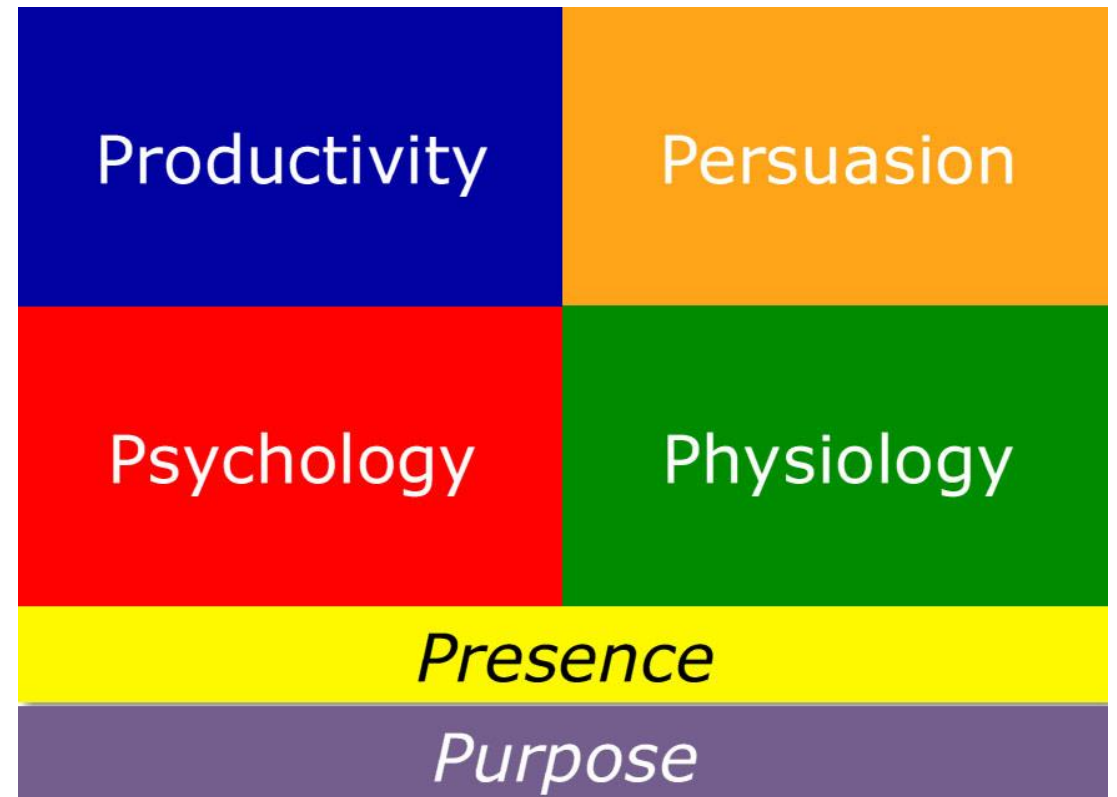 Productivity
Persuasion
Psychology
Physiology
Presence
Purpose